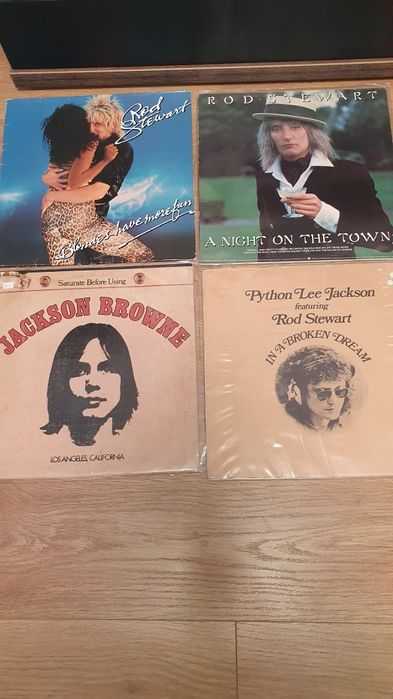 Rod
Stewart
Blondes have more fun
ROD STEWART
A NIGHT ON THE TOWN
Saturate Before Using
JACKSON BROWNE
LOS ANGELES, CALIFORNIA
Python Lee Jackson
featuring
Rod Stewart
IN A BROKEN DREAM